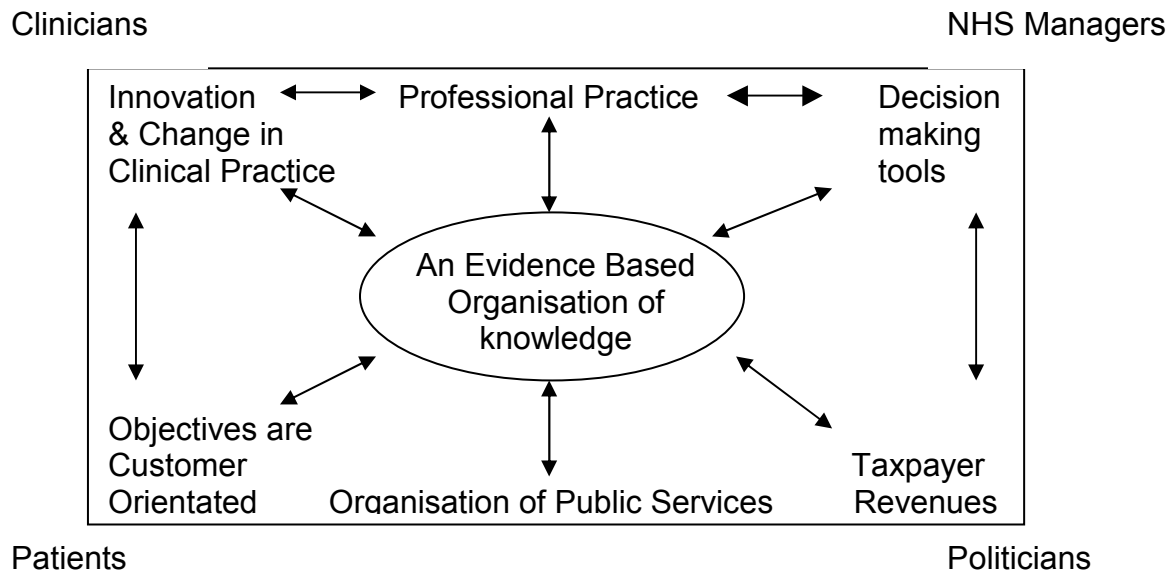 Clinicians
NHS Managers
Innovation
& Change in
Clinical Practice
Professional Practice
Decision
making
tools
An Evidence Based
Organisation of
knowledge
Objectives are
Customer
Orientated
Organisation of Public Services
Taxpayer
Revenues
Patients
Politicians